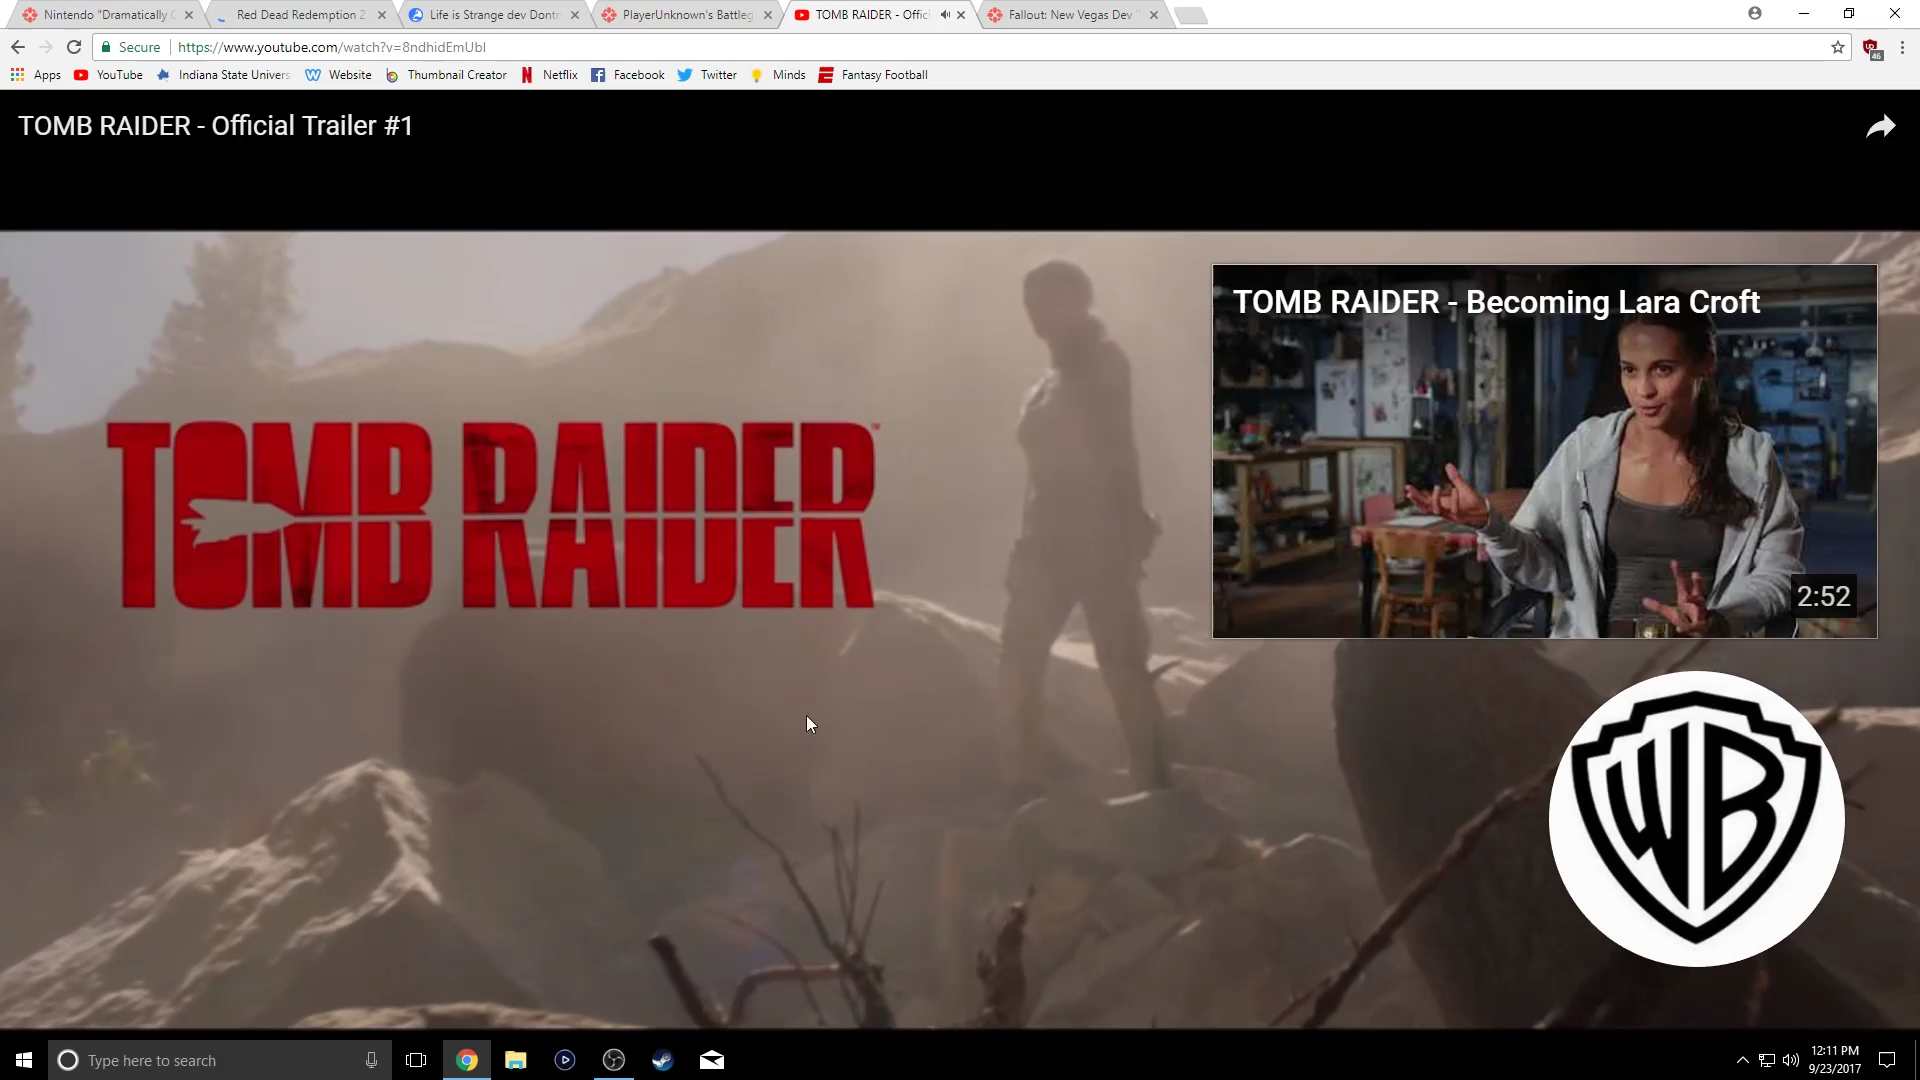 Nintendo "Dramatically
Red Dead Redemption 2
Life is Strange dev Dont
PlayerUnknown's Battleg
TOMB RAIDER - Offic
Fallout: New Vegas Dev "
Secure
https://www.youtube.com/watch?v=8ndhidEmUbI
46
Apps
YouTube
Indiana State Univers
Website
Thumbnail Creator
Netflix
Facebook
Twitter
Minds
Fantasy Football
TOMB RAIDER - Official Trailer #1
TOMB RAIDER - Becoming Lara Croft
TOMB RAIDER™
2:52
WB
Type here to search
12:11 PM
9/23/2017